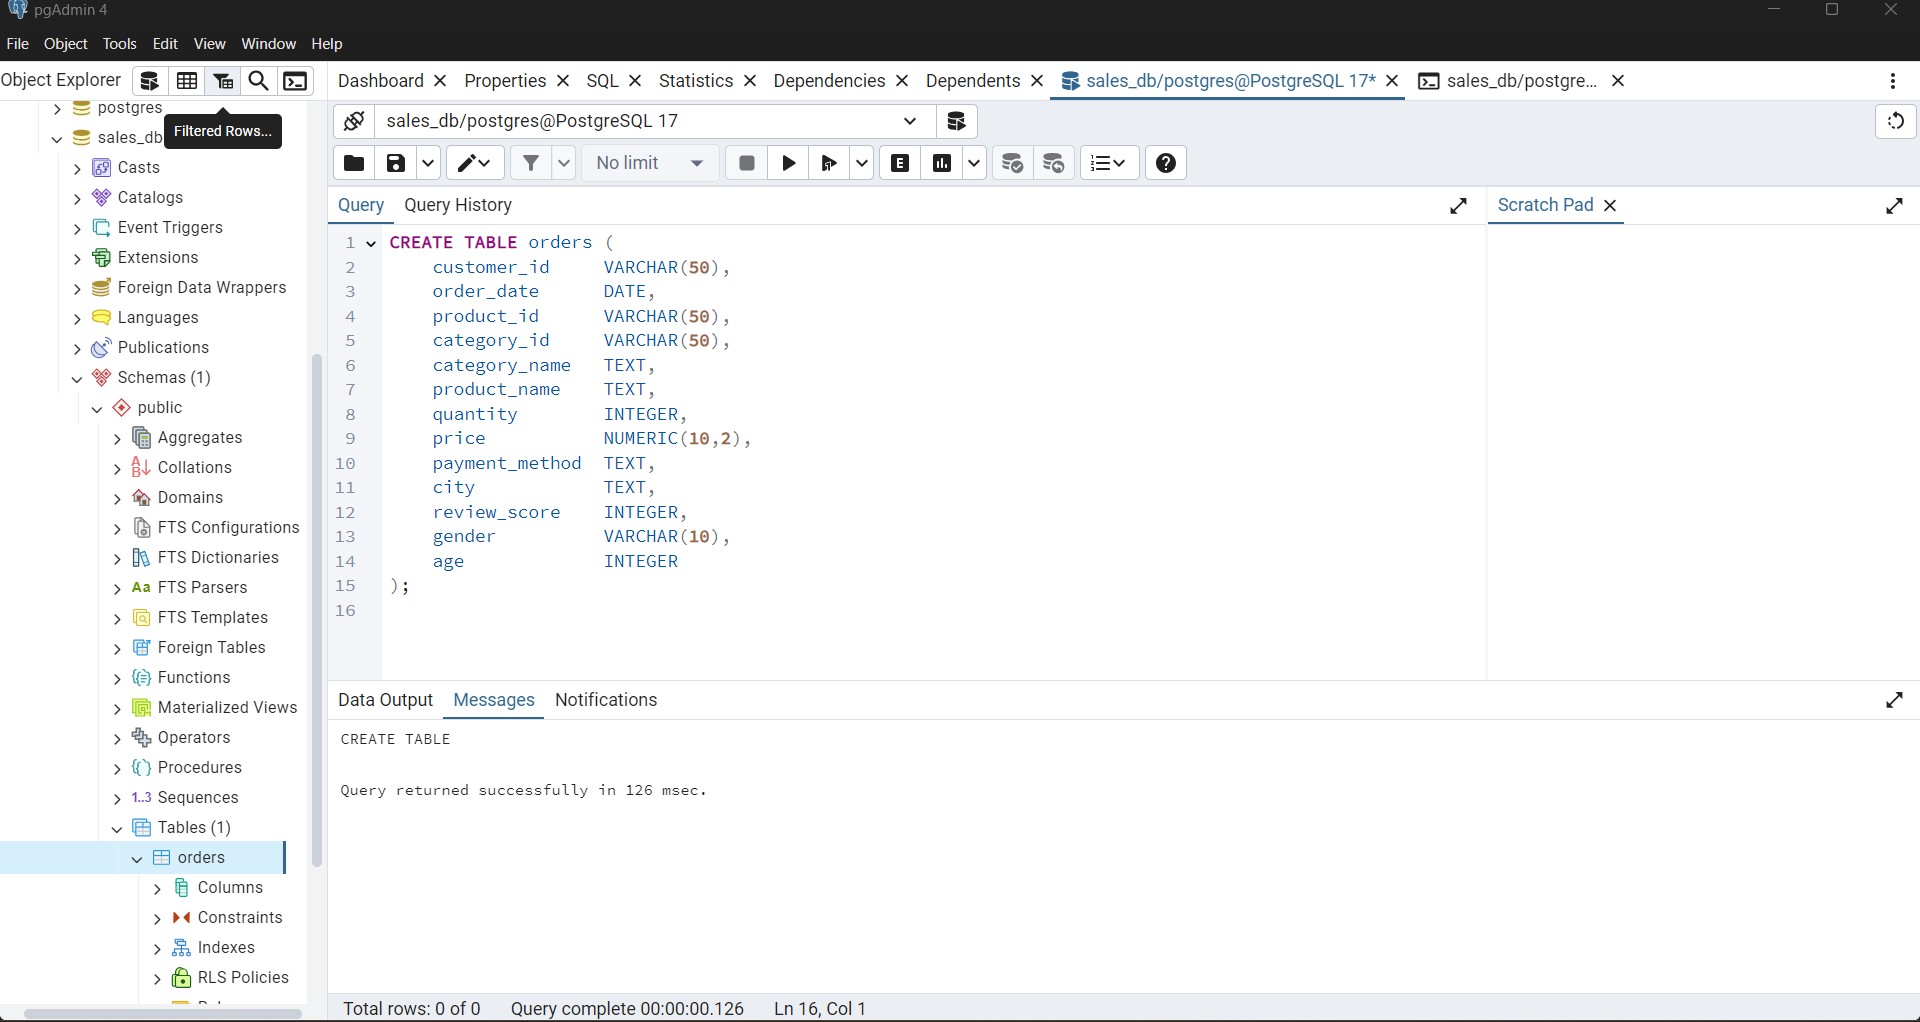 pgAdmin 4
File Object Tools Edit View Window Help
Object Explorer
Filtered Rows...
postgres
sales_db
Casts
Catalogs
Event Triggers
Extensions
Foreign Data Wrappers
Languages
Publications
Schemas (1)
public
Aggregates
Collations
Domains
FTS Configurations
FTS Dictionaries
Aa FTS Parsers
FTS Templates
Foreign Tables
Functions
Materialized Views
Operators
Procedures
1..3 Sequences
Tables (1)
orders
Columns
Constraints
Indexes
RLS Policies
Dashboard Properties SQL Statistics Dependencies Dependents sales_db/postgres@PostgreSQL 17* sales_db/postgre...
sales_db/postgres@PostgreSQL 17
No limit E
Query Query History
Scratch Pad
1 CREATE TABLE orders (
2 customer_id VARCHAR(50),
3 order_date DATE,
4 product_id VARCHAR(50),
5 category_id VARCHAR(50),
6 category_name TEXT,
7 product_name TEXT,
8 quantity INTEGER,
9 price NUMERIC(10,2),
10 payment_method TEXT,
11 city TEXT,
12 review_score INTEGER,
13 gender VARCHAR(10),
14 age INTEGER
15 );
16
Data Output Messages Notifications
CREATE TABLE
Query returned successfully in 126 msec.
Total rows: 0 of 0 Query complete 00:00:00.126 Ln 16, Col 1